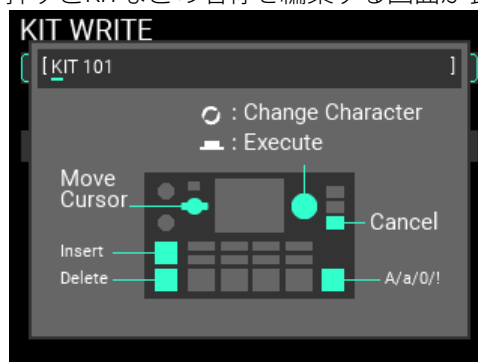 KIT WRITE
[ KIT 101 ]
: Change Character
: Execute
Move
Cursor
Cancel
Insert
Delete
A/a/0/!